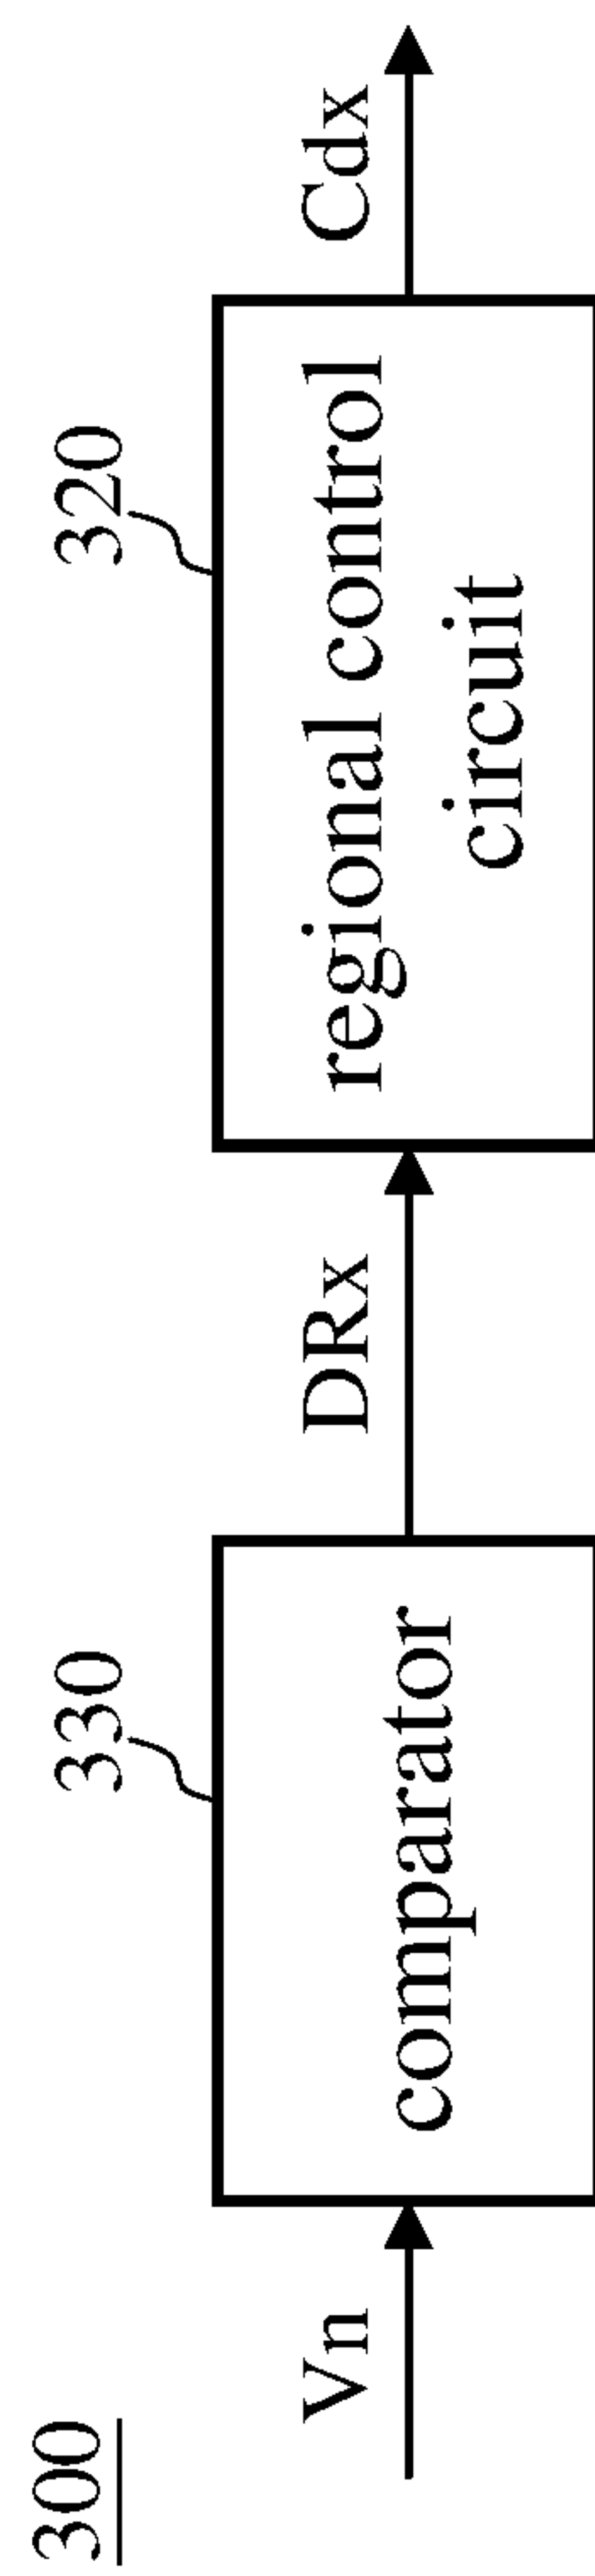 300
330
320
Vn
comparator
DRx
regional control
circuit
Cdx